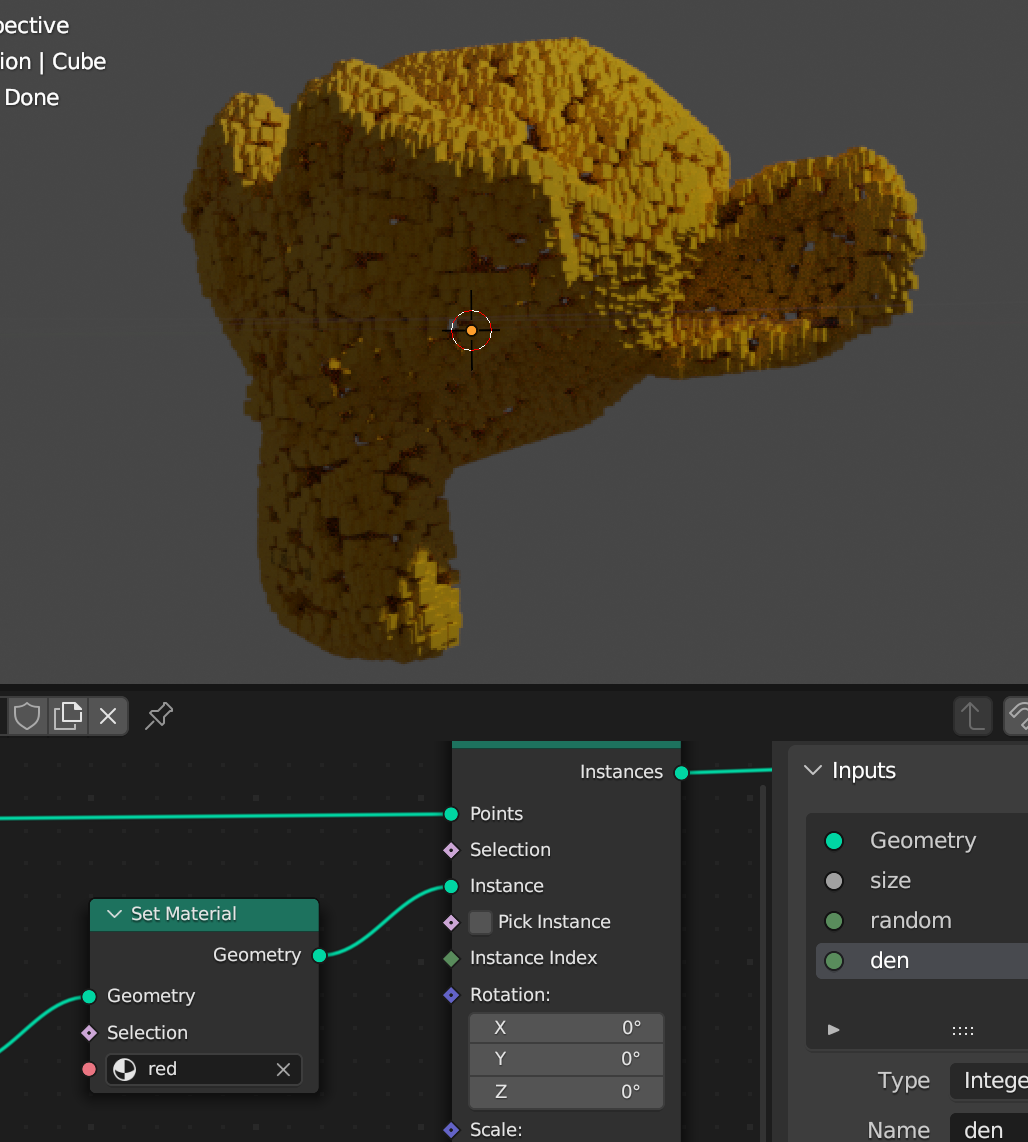 pective
ion | Cube
Done
Instances
Points
Selection
Instance
Pick Instance
Instance Index
Rotation:
X 0°
Y 0°
Z 0°
Scale:
Set Material
Geometry
Geometry
Selection
red
Inputs
Geometry
size
random
den
Type Intege
Name den